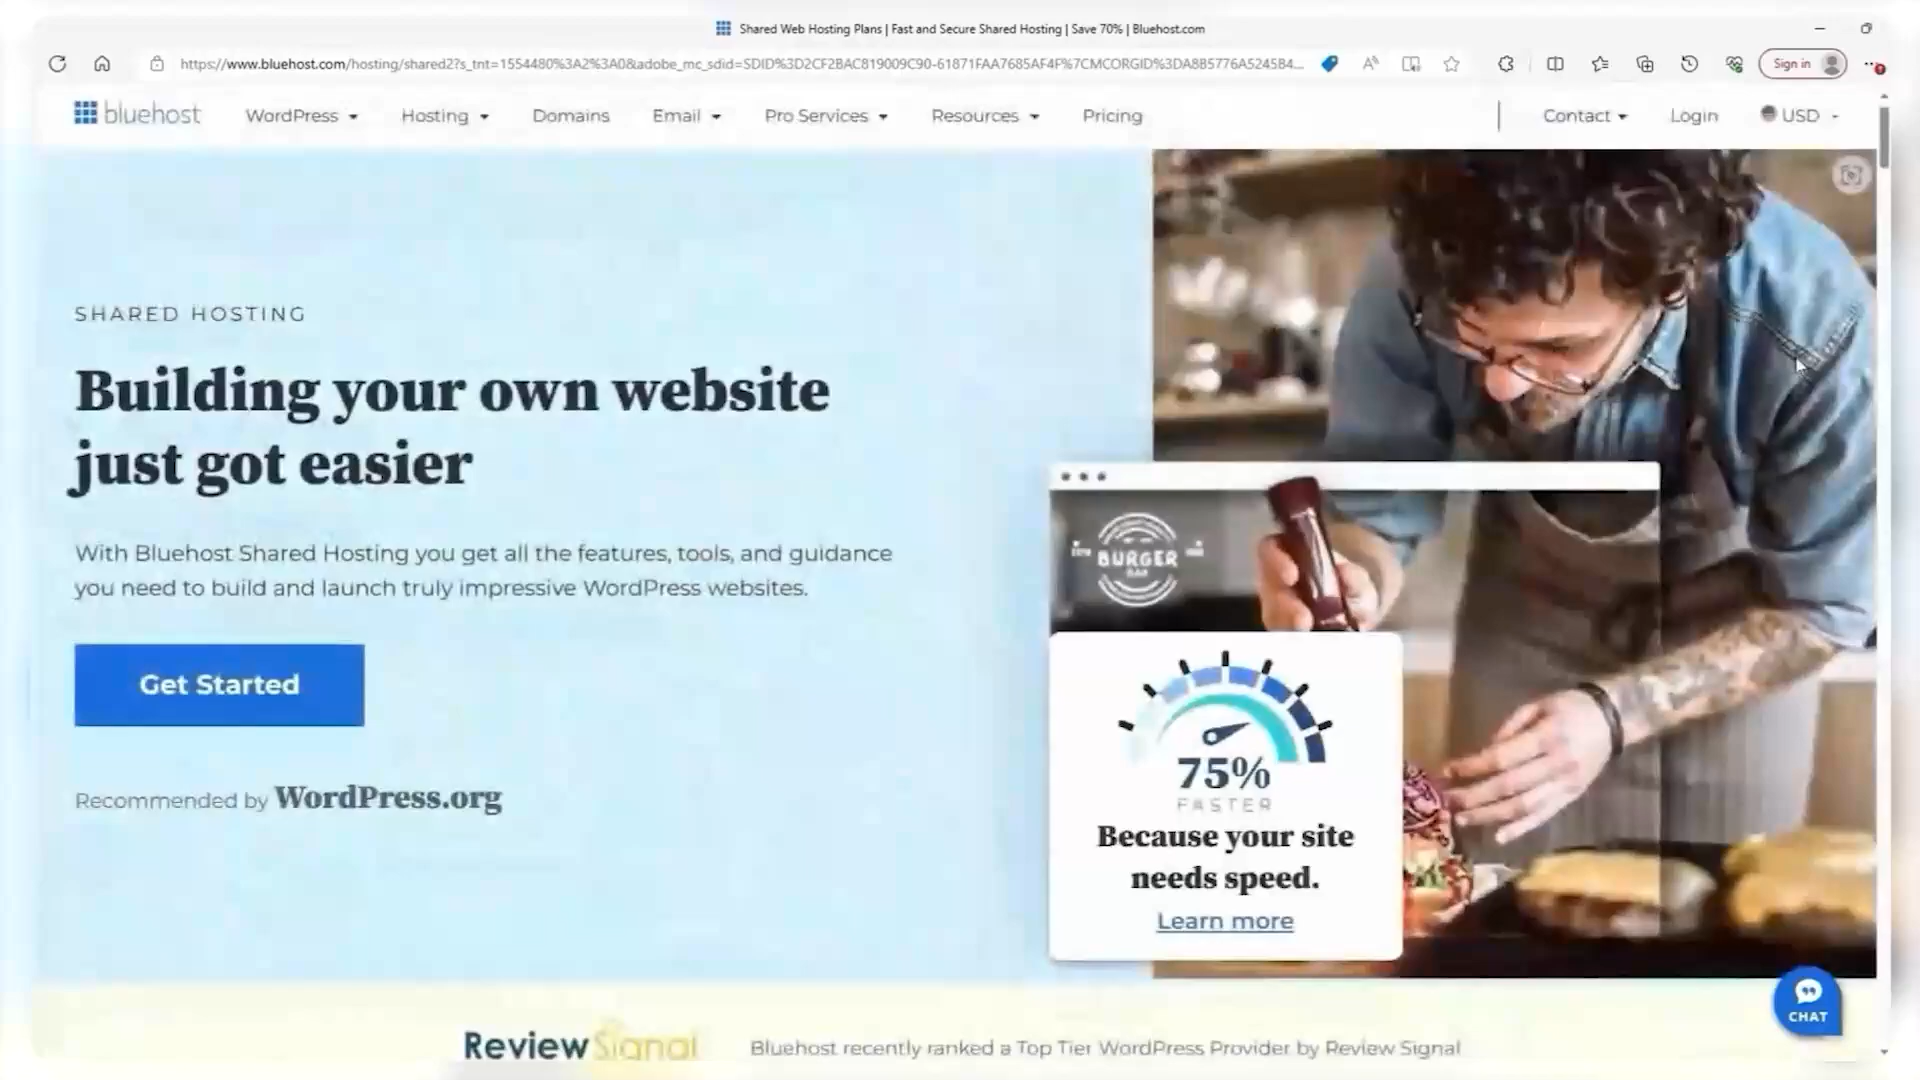 Shared Web Hosting Plans | Fast and Secure Shared Hosting | Save 70% | Bluehost.com
https://www.bluehost.com/hosting/shared2?s_tnt=1554480%3A2%3A0&adobe_mc_sdid=SDID%3D2CF2BAC819009C90-61871FAA7685AF4F%7CMCORGID%3DA8B5776A5245B4...
Sign in
bluehost
WordPress
Hosting
Domains
Email
Pro Services
Resources
Pricing
Contact
Login
USD
SHARED HOSTING
Building your own website
just got easier
With Bluehost Shared Hosting you get all the features, tools, and guidance
you need to build and launch truly impressive WordPress websites.
Get Started
Recommended by WordPress.org
BURGER
BAR
75%
FASTER
Because your site
needs speed.
Learn more
CHAT
ReviewSignal
Bluehost recently ranked a Top Tier WordPress Provider by Review Signal